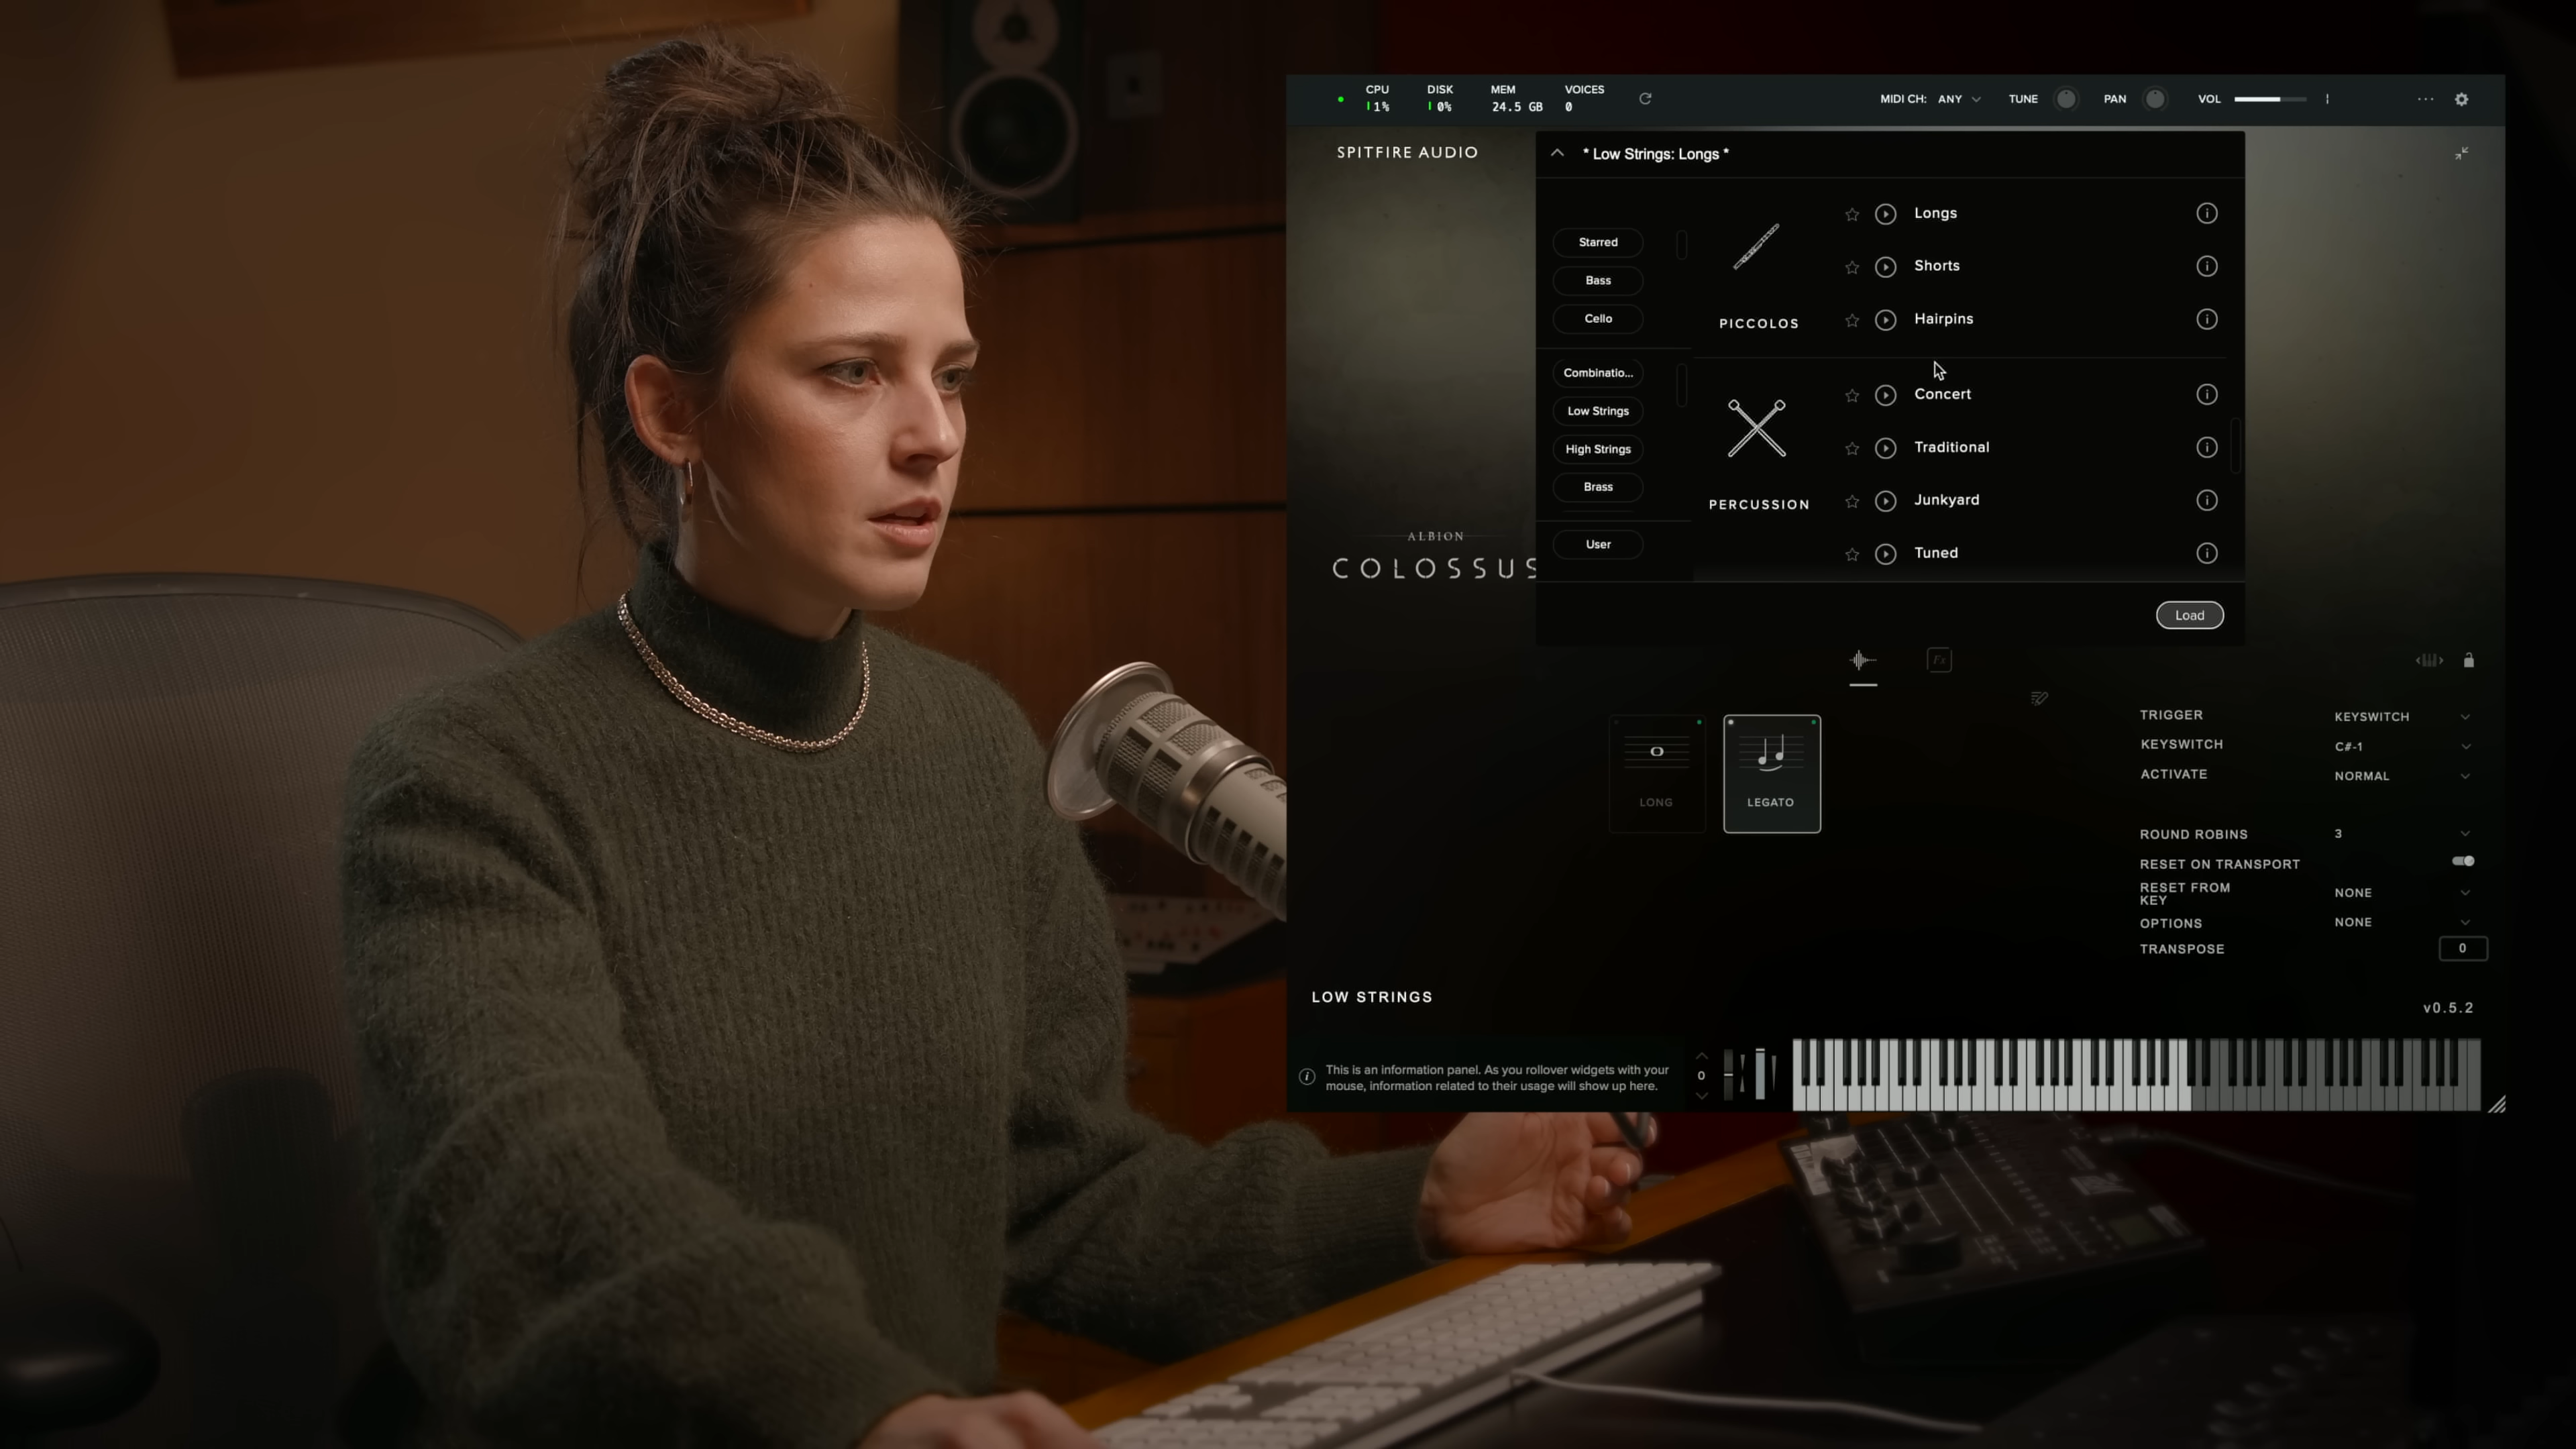 CPU DISK MEM VOICES
1% 0% 24.5 GB 0
MIDI CH: ANY TUNE PAN VOL
SPITFIRE AUDIO
* Low Strings: Longs *
Starred
Bass
Cello
Combinatio...
Low Strings
High Strings
Brass
User
PICCOLOS
Longs
Shorts
Hairpins
PERCUSSION
Concert
Traditional
Junkyard
Tuned
Load
ALBION
COLOSSUS
Fx
LONG
LEGATO
TRIGGER KEYSWITCH
KEYSWITCH C#-1
ACTIVATE NORMAL
ROUND ROBINS 3
RESET ON TRANSPORT
RESET FROM
KEY NONE
OPTIONS NONE
TRANSPOSE 0
LOW STRINGS
v0.5.2
This is an information panel. As you rollover widgets with your
mouse, information related to their usage will show up here.
0